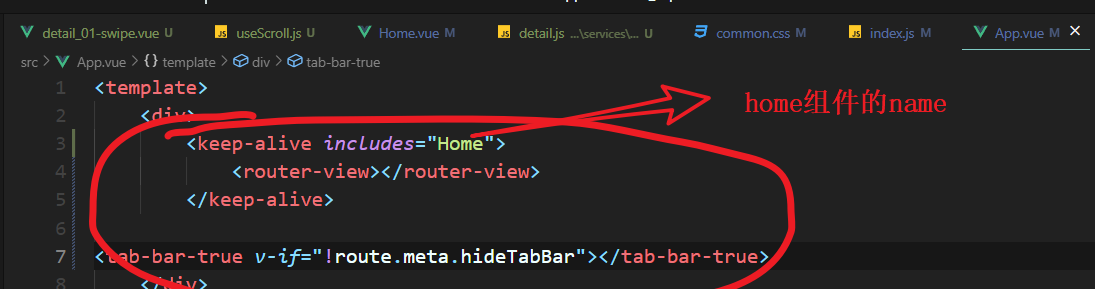 detail_01-swipe.vue U
useScroll.js U
Home.vue M
detail.js ...\services\... U
common.css M
index.js M
App.vue M ×
src > App.vue > {} template > div > tab-bar-true
1 <template>
2 <div>
3 <keep-alive includes="Home">
home组件的name
4 <router-view></router-view>
5 </keep-alive>
6
7 <tab-bar-true v-if="!route.meta.hideTabBar"></tab-bar-true>
8 </div>